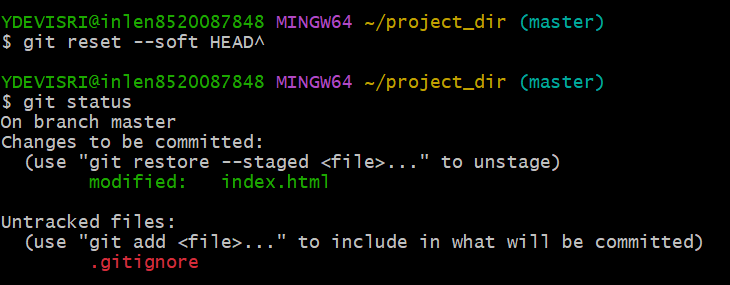 YDEVISRI@inlen8520087848 MINGW64 ~/project_dir (master)
$ git reset --soft HEAD^
YDEVISRI@inlen8520087848 MINGW64 ~/project_dir (master)
$ git status
On branch master
Changes to be committed:
  (use "git restore --staged <file>..." to unstage)
        modified:   index.html
Untracked files:
  (use "git add <file>..." to include in what will be committed)
        .gitignore